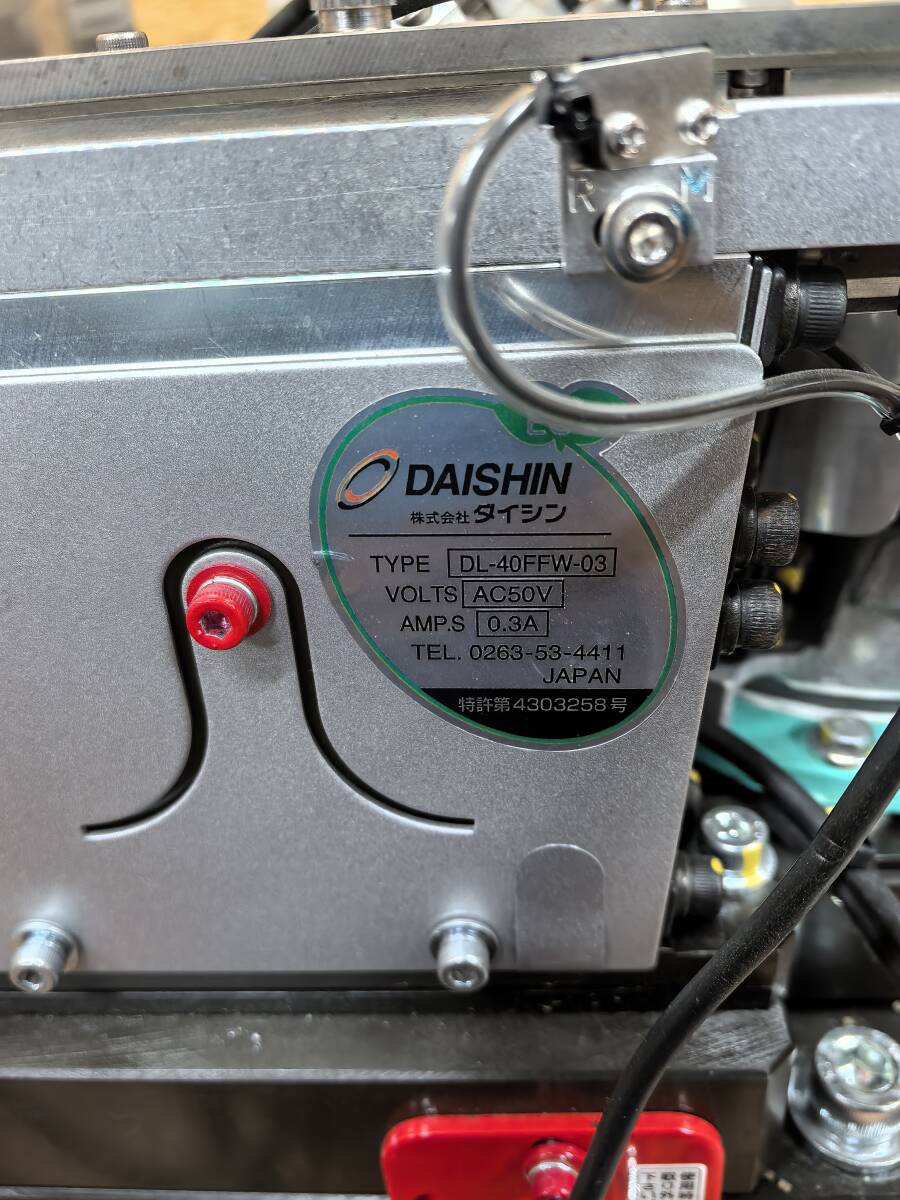 R M
DAISHIN
株式会社 ダイシン
TYPE DL-40FFW-03
VOLTS AC50V
AMP.S 0.3A
TEL. 0263-53-4411
JAPAN
特許第4303258号